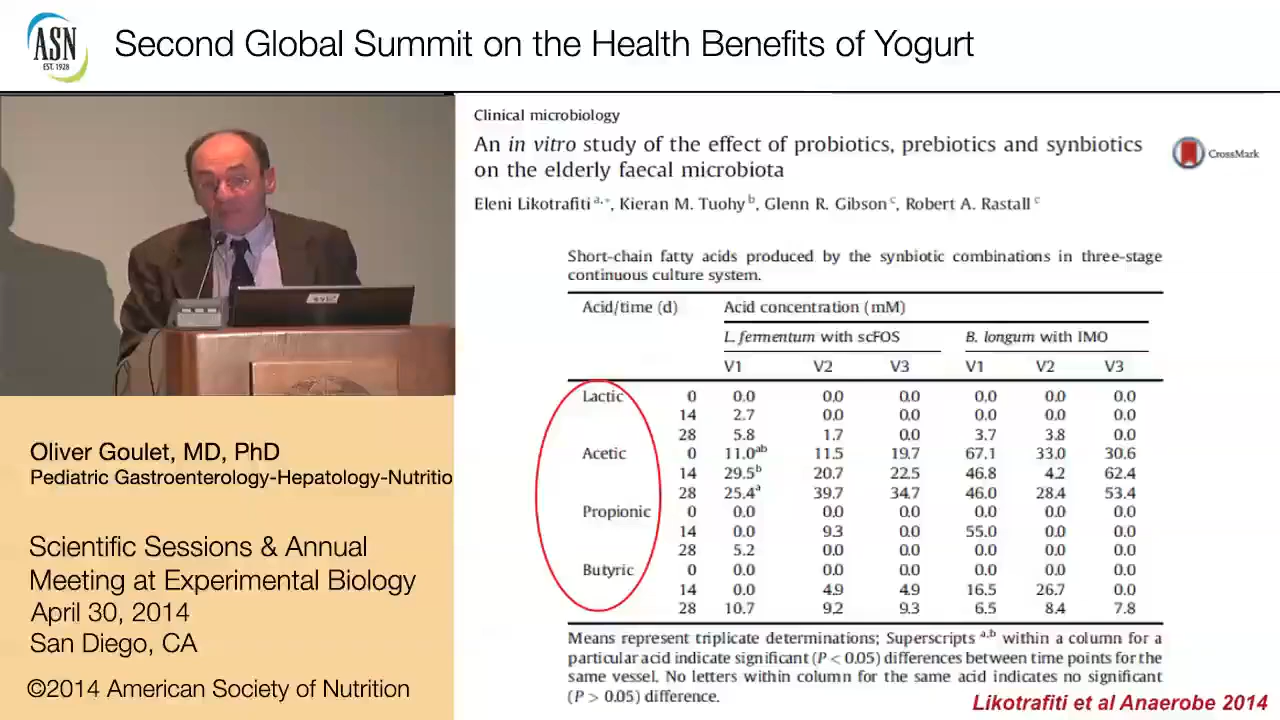 ASN
EST. 1928
Second Global Summit on the Health Benefits of Yogurt
Clinical microbiology
An in vitro study of the effect of probiotics, prebiotics and synbiotics
on the elderly faecal microbiota
CrossMark
Eleni Likotrafiti a,*, Kieran M. Tuohy b, Glenn R. Gibson c, Robert A. Rastall c
Short-chain fatty acids produced by the synbiotic combinations in three-stage
continuous culture system.
Acid/time (d) Acid concentration (mM)
L. fermentum with scFOS B. longum with IMO
V1 V2 V3 V1 V2 V3
Lactic 0 0.0 0.0 0.0 0.0 0.0 0.0
14 2.7 0.0 0.0 0.0 0.0 0.0
28 5.8 1.7 0.0 3.7 3.8 0.0
Acetic 0 11.0ab 11.5 19.7 67.1 33.0 30.6
14 29.5b 20.7 22.5 46.8 4.2 62.4
28 25.4a 39.7 34.7 46.0 28.4 53.4
Propionic 0 0.0 0.0 0.0 0.0 0.0 0.0
14 0.0 9.3 0.0 55.0 0.0 0.0
28 5.2 0.0 0.0 0.0 0.0 0.0
Butyric 0 0.0 0.0 0.0 0.0 0.0 0.0
14 0.0 4.9 4.9 16.5 26.7 0.0
28 10.7 9.2 9.3 6.5 8.4 7.8
Means represent triplicate determinations; Superscripts a,b within a column for a
particular acid indicate significant (P < 0.05) differences between time points for the
same vessel. No letters within column for the same acid indicates no significant
(P > 0.05) difference.
Likotrafiti et al Anaerobe 2014
Oliver Goulet, MD, PhD
Pediatric Gastroenterology-Hepatology-Nutritio
Scientific Sessions & Annual
Meeting at Experimental Biology
April 30, 2014
San Diego, CA
©2014 American Society of Nutrition